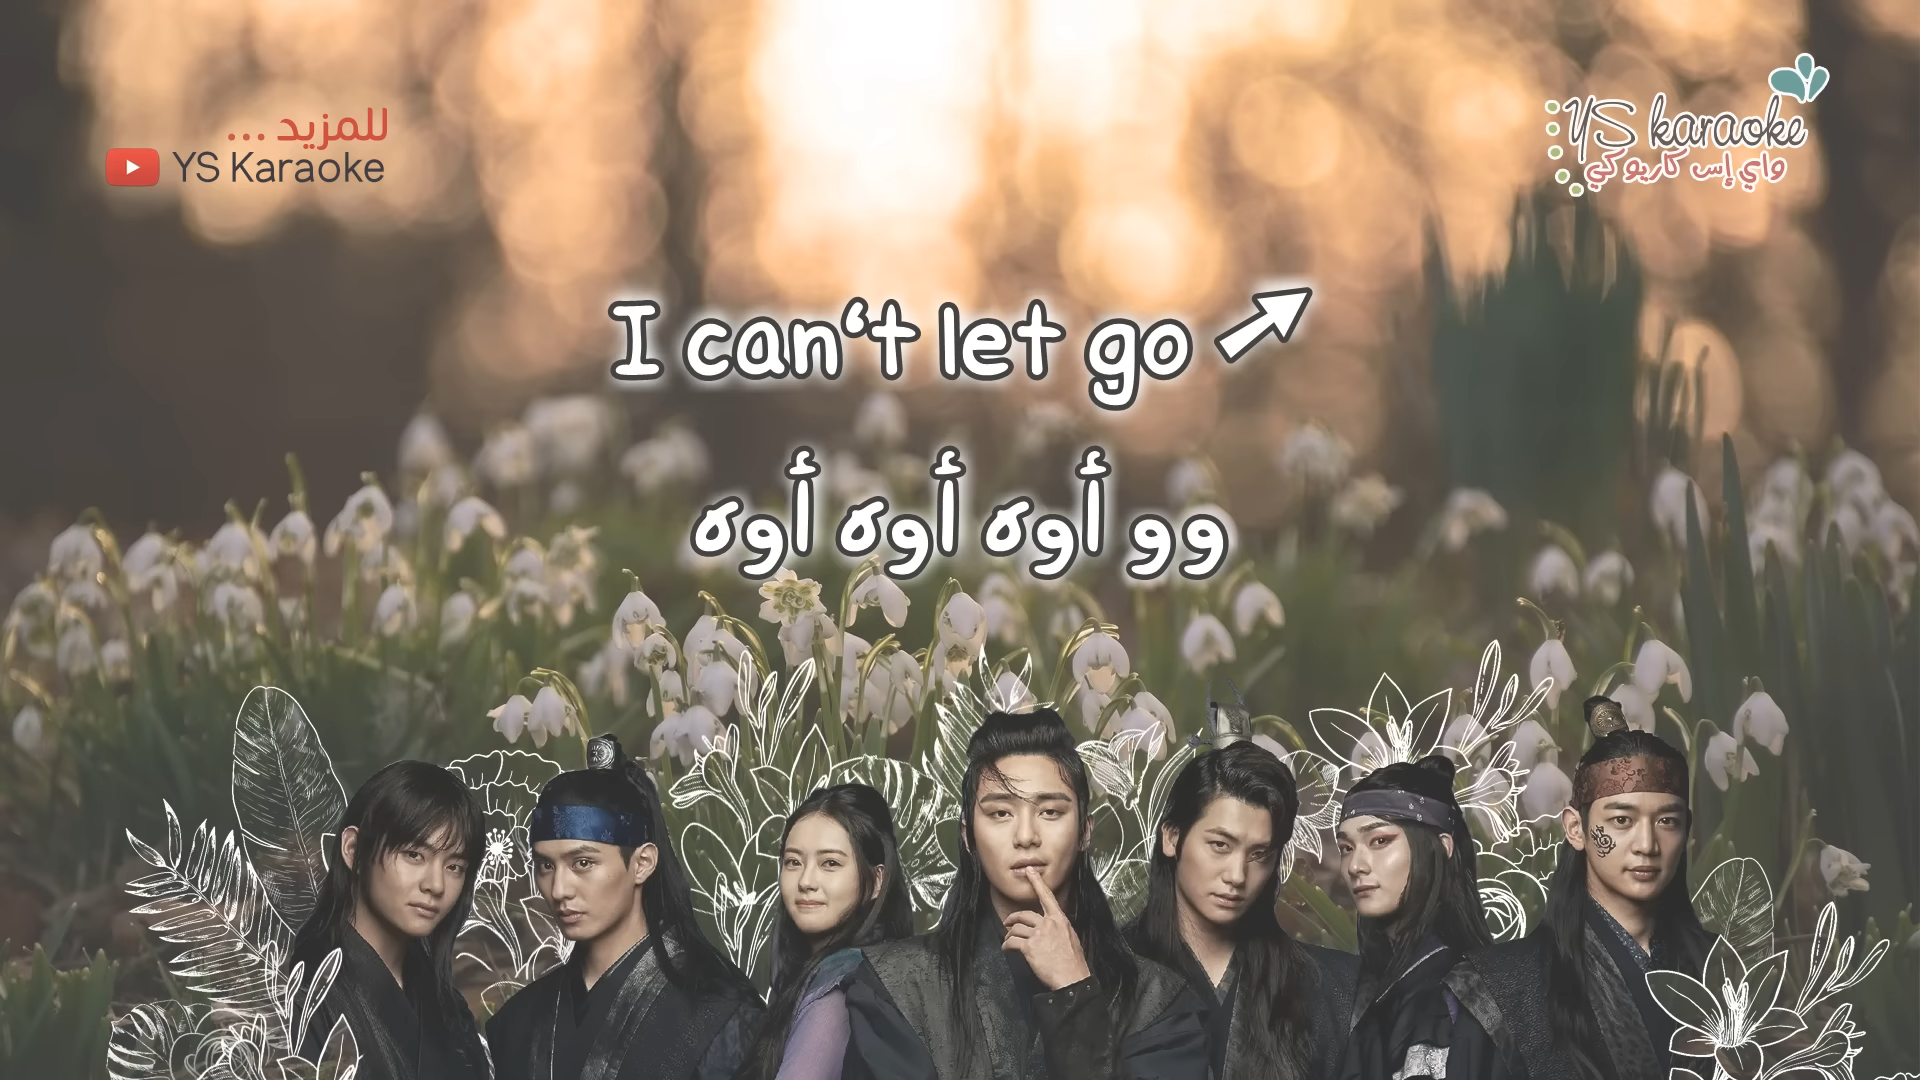 للمزيد ...
YS Karaoke
YS karaoke
واي إس كاريوكي
I can't let go ↗
وو أوه أوه أوه